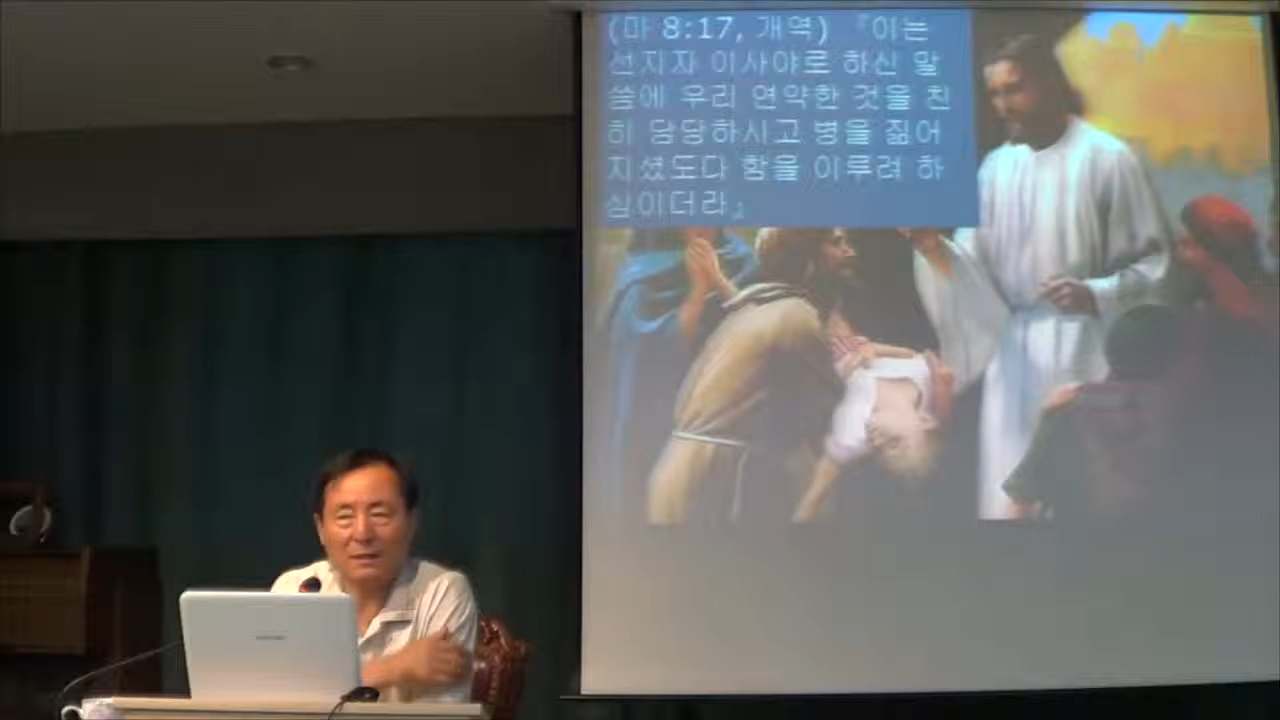 (마 8:17, 개역) 『이는
선지자 이사야로 하신 말
씀에 우리 연약한 것을 친
히 담당하시고 병을 짊어
지셨도다 함을 이루려 하
심이더라』